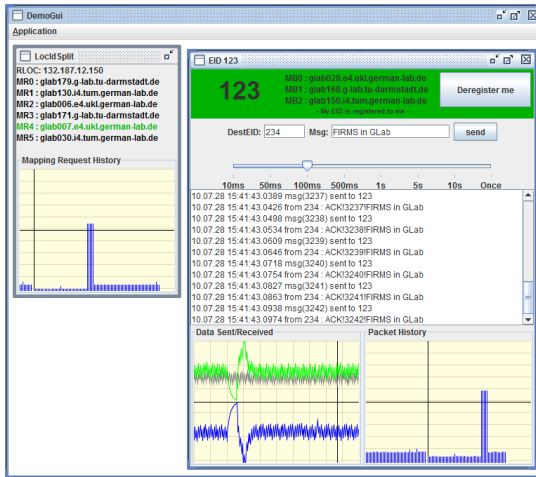 DemoGui
Application
LocIdSplit
RLOC: 132.187.12.150
MR0 : glab179.g-lab.tu-darmstadt.de
MR1 : glab130.i4.tum.german-lab.de
MR2 : glab006.e4.ukl.german-lab.de
MR3 : glab171.g-lab.tu-darmstadt.de
MR4 : glab007.e4.ukl.german-lab.de
MR5 : glab030.i4.tum.german-lab.de
Mapping Request History
EID 123
123
MB0 : glab028.e4.ukl.german-lab.de
MB1 : glab168.g-lab.tu-darmstadt.de
MB2 : glab150.i4.tum.german-lab.de
- My EID is registered to me -
Deregister me
DestEID: 234 Msg: FIRMS in GLab send
10ms 50ms 100ms 500ms 1s 5s 10s Once
10.07.28 15:41:43.0389 msg(3237) sent to 123
10.07.28 15:41:43.0426 from 234 : ACK!3237!FIRMS in GLab
10.07.28 15:41:43.0498 msg(3238) sent to 123
10.07.28 15:41:43.0534 from 234 : ACK!3238!FIRMS in GLab
10.07.28 15:41:43.0609 msg(3239) sent to 123
10.07.28 15:41:43.0646 from 234 : ACK!3239!FIRMS in GLab
10.07.28 15:41:43.0718 msg(3240) sent to 123
10.07.28 15:41:43.0754 from 234 : ACK!3240!FIRMS in GLab
10.07.28 15:41:43.0827 msg(3241) sent to 123
10.07.28 15:41:43.0863 from 234 : ACK!3241!FIRMS in GLab
10.07.28 15:41:43.0938 msg(3242) sent to 123
10.07.28 15:41:43.0974 from 234 : ACK!3242!FIRMS in GLab
Data Sent/Received
Packet History